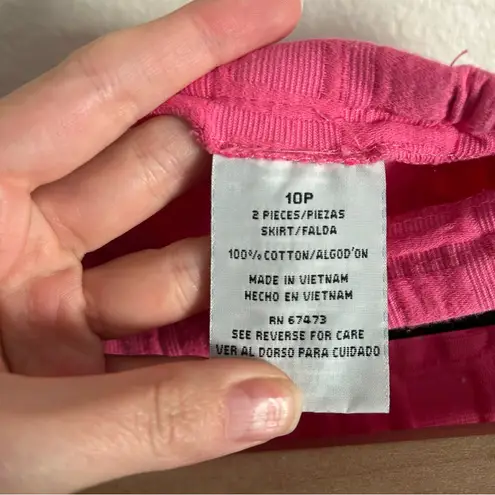 10P
2 PIECES/PIEZAS
SKIRT/FALDA
100% COTTON/ALGOD'ON
MADE IN VIETNAM
HECHO EN VIETNAM
RN 67473
SEE REVERSE FOR CARE
VER AL DORSO PARA CUIDADO